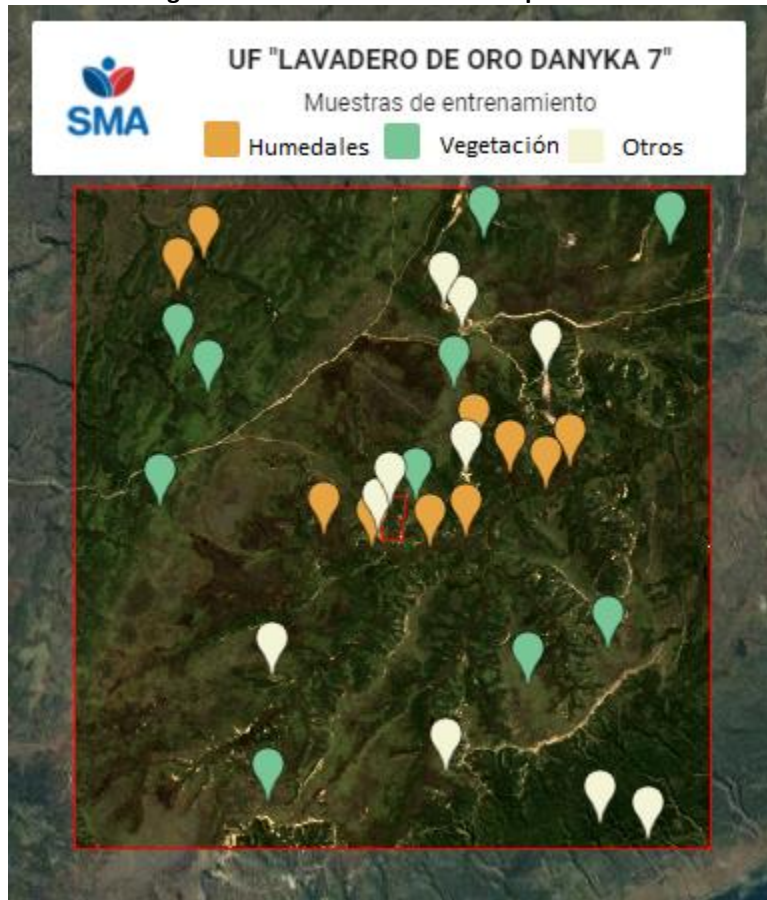 SMA
UF "LAVADERO DE ORO DANYKA 7"
Muestras de entrenamiento
Humedales Vegetación Otros